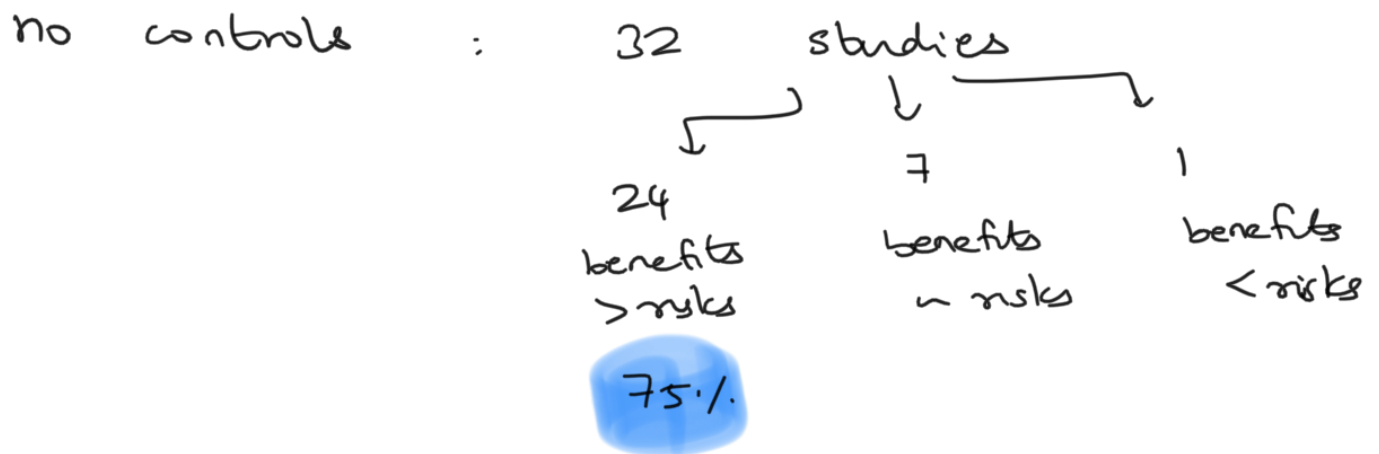 no controls : 32 studies
24 7 1
benefits benefits benefits
> risks ~ risks < risks
75%